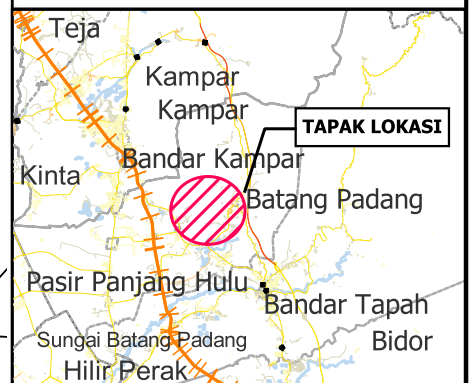 Teja
Kampar
Kampar
TAPAK LOKASI
Bandar Kampar
Kinta
Batang Padang
Pasir Panjang Hulu
Bandar Tapah
Sungai Batang Padang
Bidor
Hilir Perak